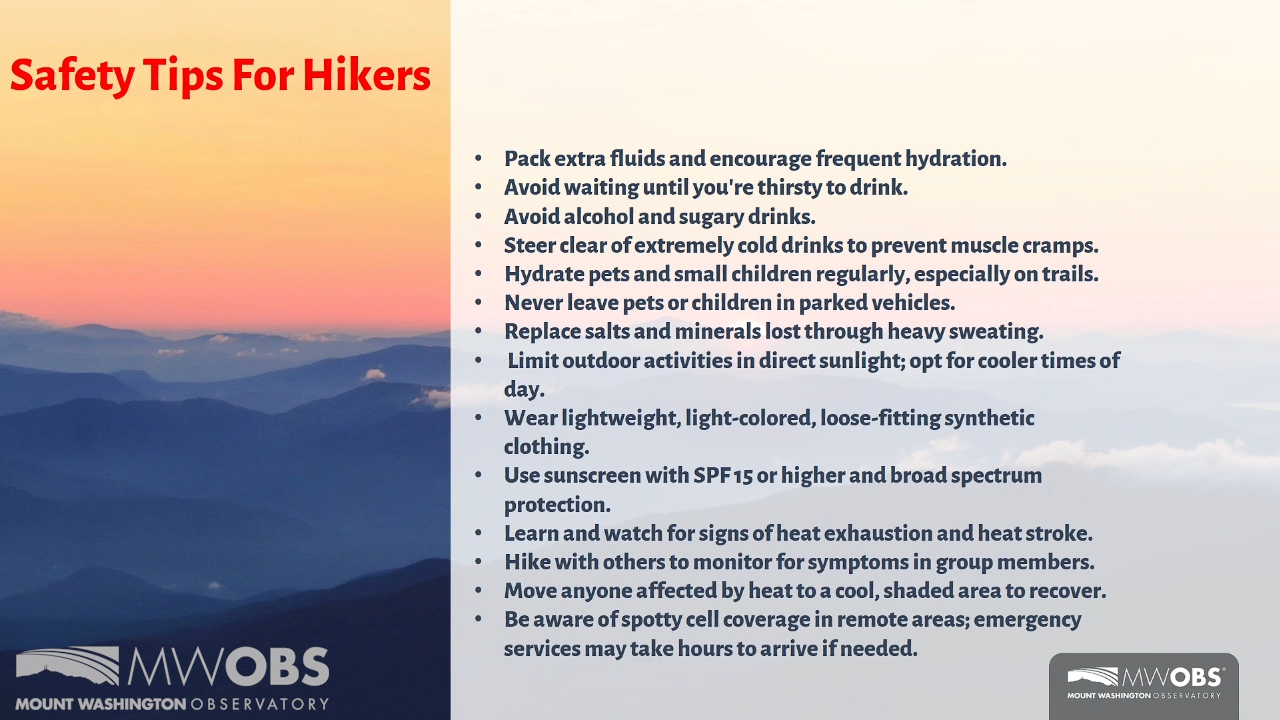 Safety Tips For Hikers
• Pack extra fluids and encourage frequent hydration.
• Avoid waiting until you're thirsty to drink.
• Avoid alcohol and sugary drinks.
• Steer clear of extremely cold drinks to prevent muscle cramps.
• Hydrate pets and small children regularly, especially on trails.
• Never leave pets or children in parked vehicles.
• Replace salts and minerals lost through heavy sweating.
• Limit outdoor activities in direct sunlight; opt for cooler times of
day.
• Wear lightweight, light-colored, loose-fitting synthetic
clothing.
• Use sunscreen with SPF 15 or higher and broad spectrum
protection.
• Learn and watch for signs of heat exhaustion and heat stroke.
• Hike with others to monitor for symptoms in group members.
• Move anyone affected by heat to a cool, shaded area to recover.
• Be aware of spotty cell coverage in remote areas; emergency
services may take hours to arrive if needed.
MWOBS
MOUNT WASHINGTON OBSERVATORY
MWOBS®
MOUNT WASHINGTON OBSERVATORY